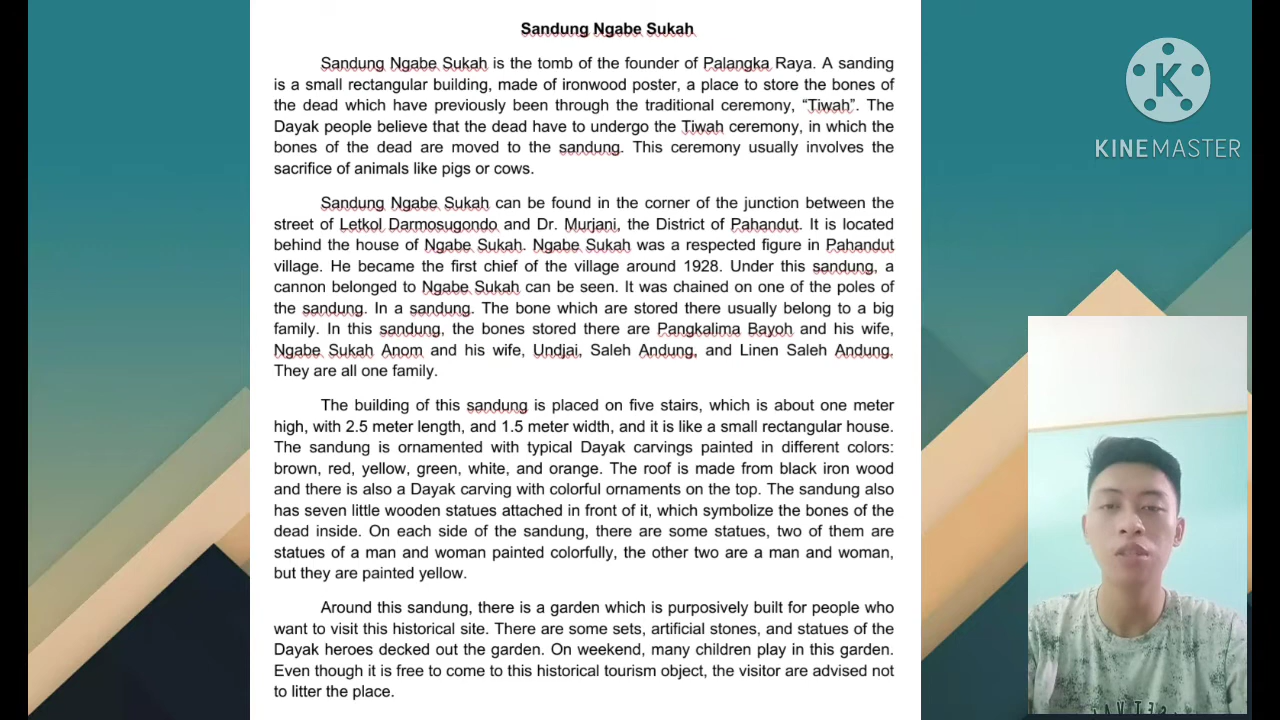 Sandung Ngabe Sukah
Sandung Ngabe Sukah is the tomb of the founder of Palangka Raya. A sanding
is a small rectangular building, made of ironwood poster, a place to store the bones of
the dead which have previously been through the traditional ceremony, “Tiwah”. The
Dayak people believe that the dead have to undergo the Tiwah ceremony, in which the
bones of the dead are moved to the sandung. This ceremony usually involves the
sacrifice of animals like pigs or cows.
Sandung Ngabe Sukah can be found in the corner of the junction between the
street of Letkol Darmosugondo and Dr. Murjani, the District of Pahandut. It is located
behind the house of Ngabe Sukah. Ngabe Sukah was a respected figure in Pahandut
village. He became the first chief of the village around 1928. Under this sandung, a
cannon belonged to Ngabe Sukah can be seen. It was chained on one of the poles of
the sandung. In a sandung. The bone which are stored there usually belong to a big
family. In this sandung, the bones stored there are Pangkalima Bayoh and his wife,
Ngabe Sukah Anom and his wife, Undjai, Saleh Andung, and Linen Saleh Andung.
They are all one family.
The building of this sandung is placed on five stairs, which is about one meter
high, with 2.5 meter length, and 1.5 meter width, and it is like a small rectangular house.
The sandung is ornamented with typical Dayak carvings painted in different colors:
brown, red, yellow, green, white, and orange. The roof is made from black iron wood
and there is also a Dayak carving with colorful ornaments on the top. The sandung also
has seven little wooden statues attached in front of it, which symbolize the bones of the
dead inside. On each side of the sandung, there are some statues, two of them are
statues of a man and woman painted colorfully, the other two are a man and woman,
but they are painted yellow.
Around this sandung, there is a garden which is purposively built for people who
want to visit this historical site. There are some sets, artificial stones, and statues of the
Dayak heroes decked out the garden. On weekend, many children play in this garden.
Even though it is free to come to this historical tourism object, the visitor are advised not
to litter the place.
K
KINEMASTER